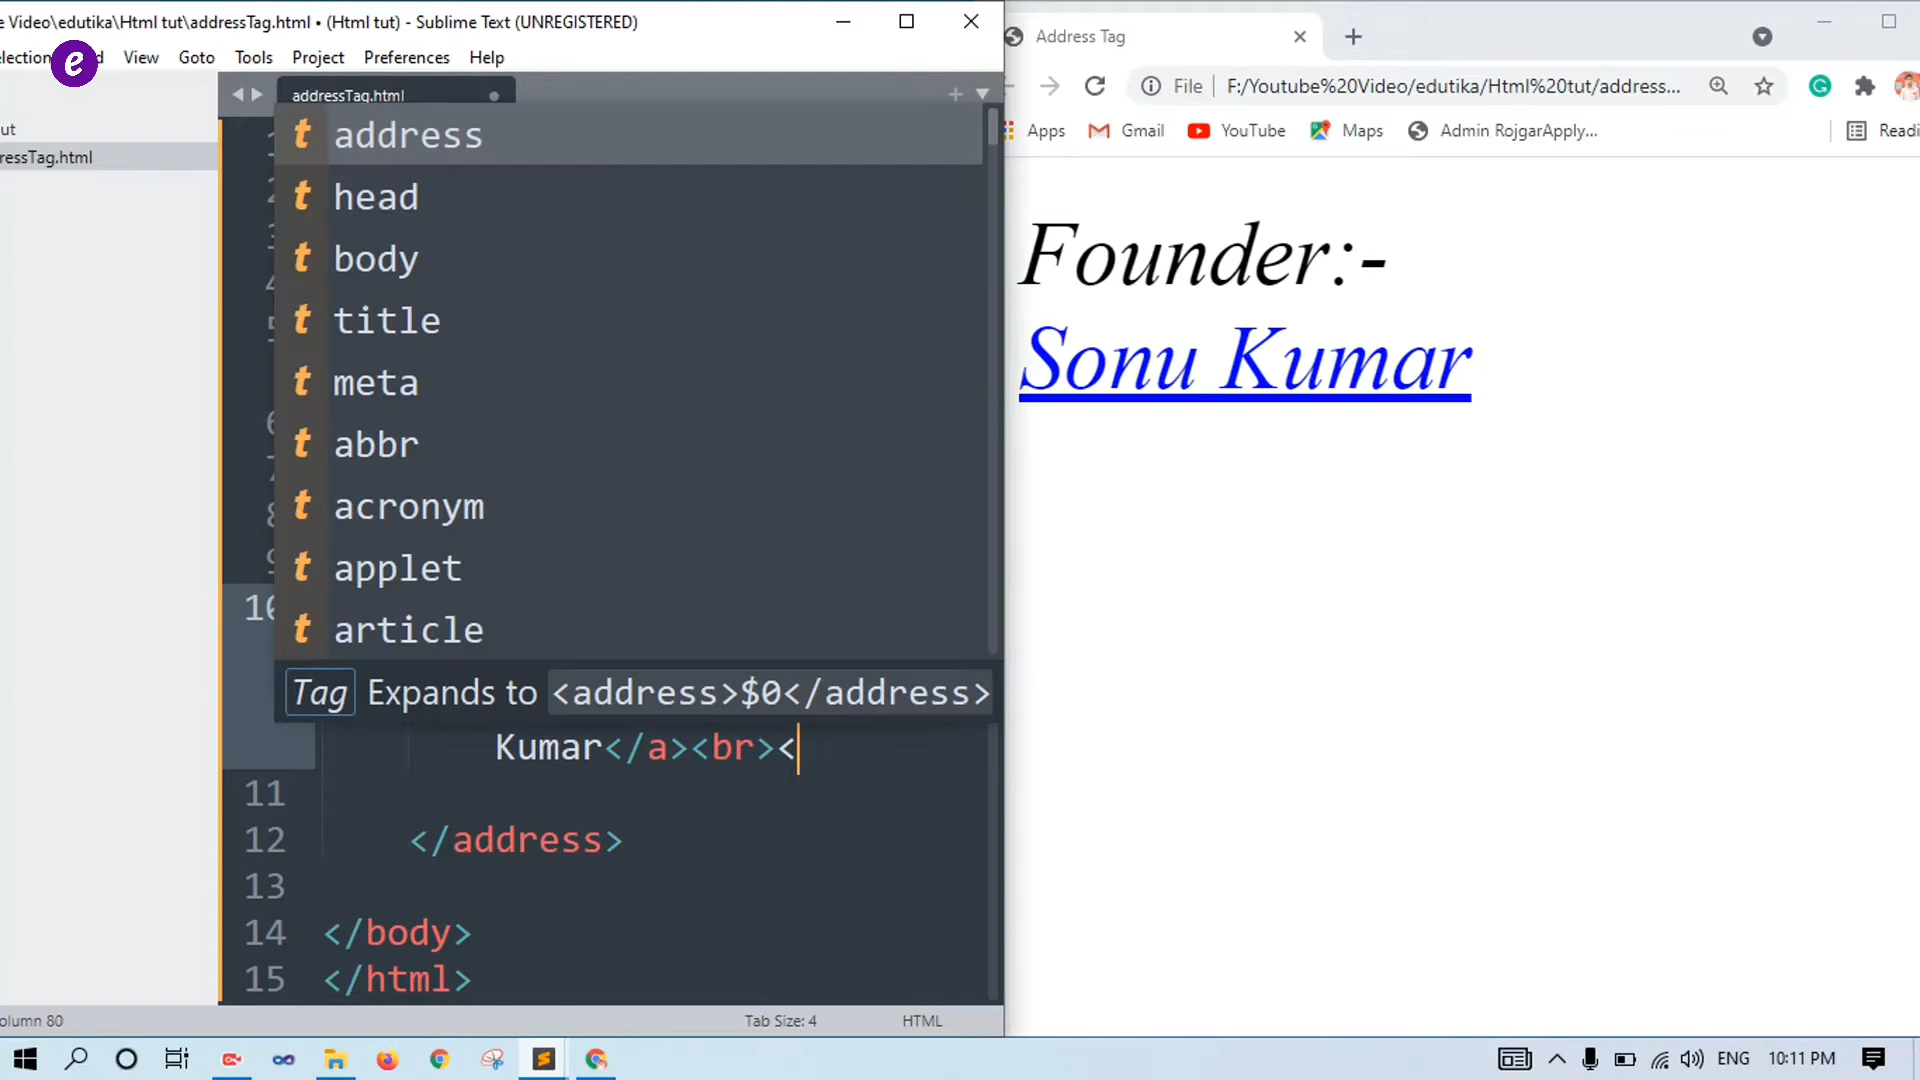 e Video\edutika\Html tut\addressTag.html • (Html tut) - Sublime Text (UNREGISTERED)
e
View Goto Tools Project Preferences Help
ut
ressTag.html
addressTag.html
t address
t head
t body
t title
t meta
t abbr
t acronym
t applet
t article
10
Tag Expands to <address>$0</address>
Kumar</a><br><
11
12 </address>
13
14 </body>
15 </html>
olumn 80
Tab Size: 4
HTML
Address Tag
File F:/Youtube%20Video/edutika/Html%20tut/address...
Apps Gmail YouTube Maps Admin RojgarApply,... Readi
Founder:-
Sonu Kumar
ENG 10:11 PM